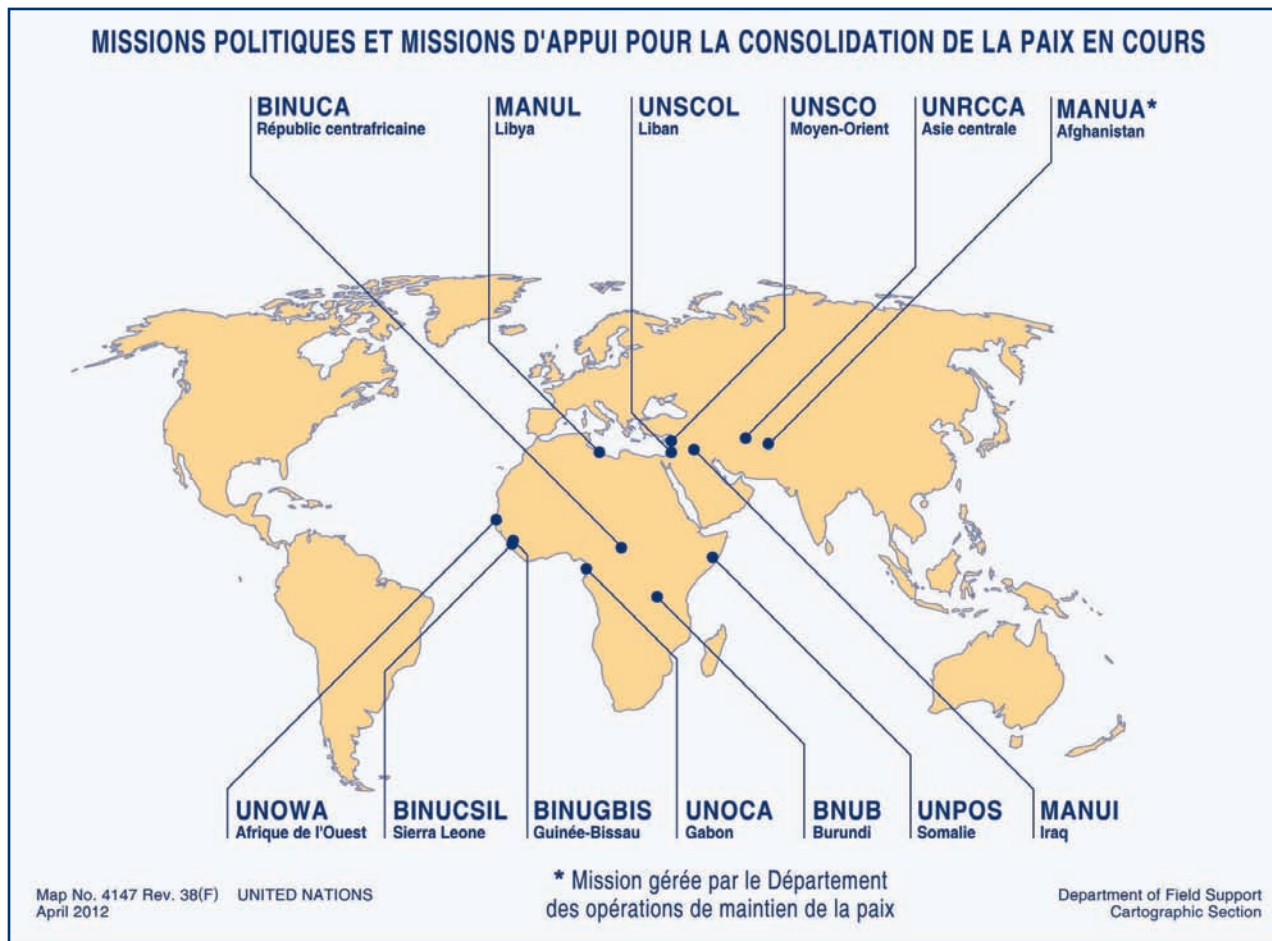 MISSIONS POLITIQUES ET MISSIONS D'APPUI POUR LA CONSOLIDATION DE LA PAIX EN COURS
BINUCA
Républic centrafricaine
MANUL
Libya
UNSCOL
Liban
UNSCO
Moyen-Orient
UNRCCA
Asie centrale
MANUA*
Afghanistan
UNOWA
Afrique de l'Ouest
BINUCSIL
Sierra Leone
BINUGBIS
Guinée-Bissau
UNOCA
Gabon
BNUB
Burundi
UNPOS
Somalie
MANUI
Iraq
Map No. 4147 Rev. 38(F) UNITED NATIONS
April 2012
* Mission gérée par le Département
des opérations de maintien de la paix
Department of Field Support
Cartographic Section